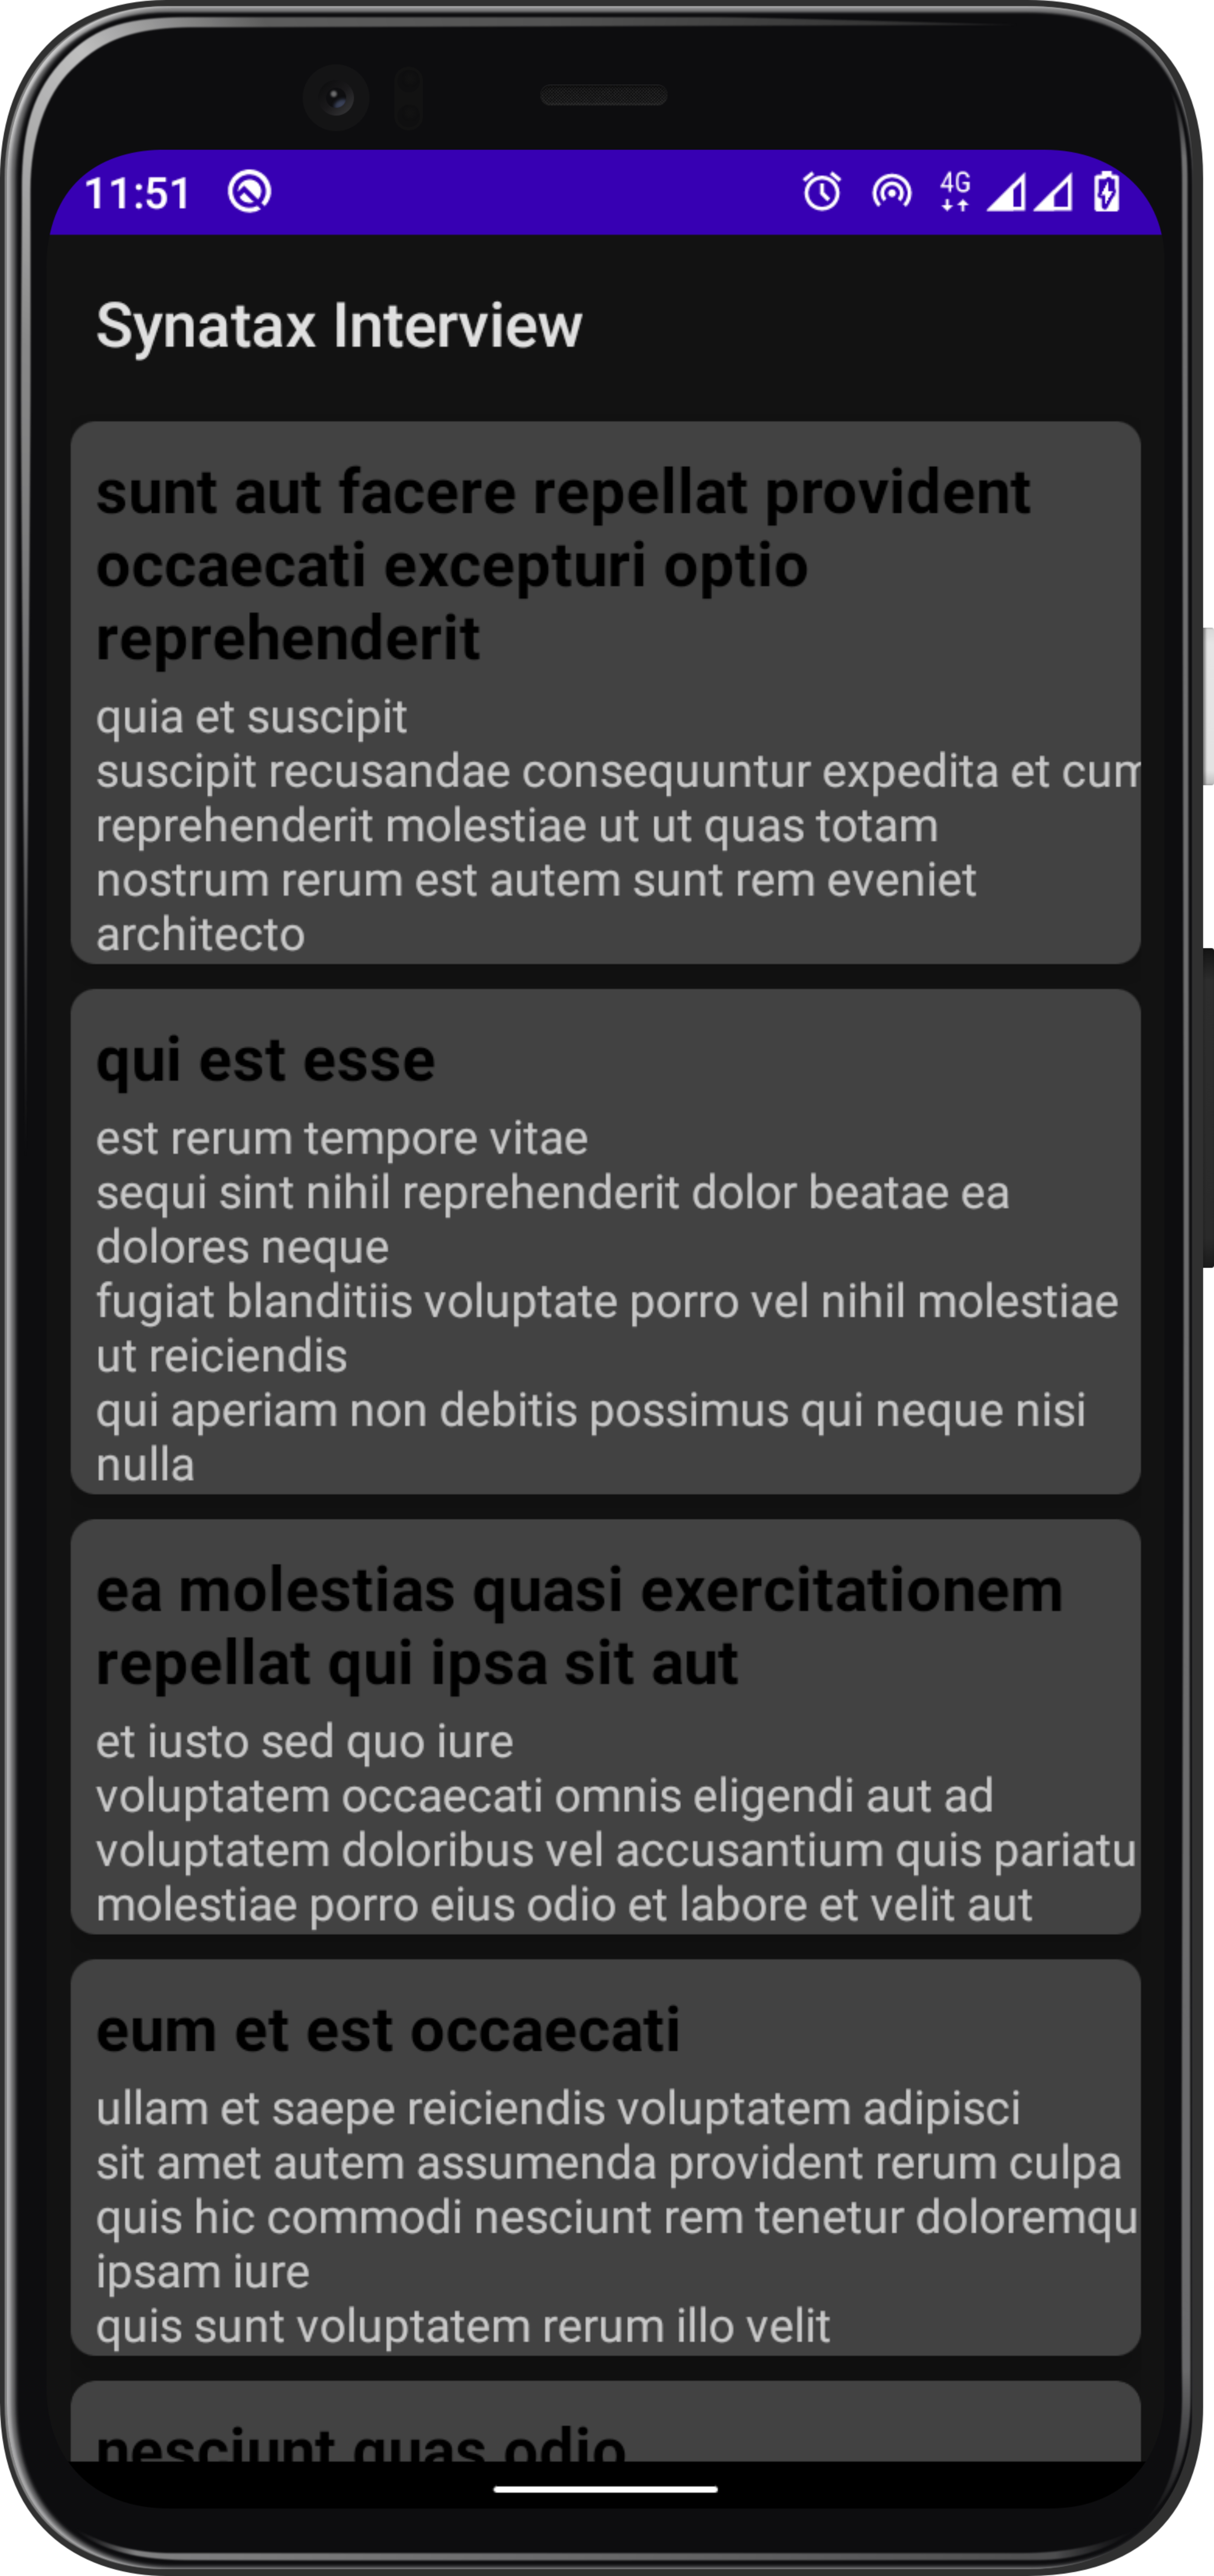 11:51
4G
Synatax Interview
sunt aut facere repellat provident
occaecati excepturi optio
reprehenderit
quia et suscipit
suscipit recusandae consequuntur expedita et cum
reprehenderit molestiae ut ut quas totam
nostrum rerum est autem sunt rem eveniet
architecto
qui est esse
est rerum tempore vitae
sequi sint nihil reprehenderit dolor beatae ea
dolores neque
fugiat blanditiis voluptate porro vel nihil molestiae
ut reiciendis
qui aperiam non debitis possimus qui neque nisi
nulla
ea molestias quasi exercitationem
repellat qui ipsa sit aut
et iusto sed quo iure
voluptatem occaecati omnis eligendi aut ad
voluptatem doloribus vel accusantium quis pariatu
molestiae porro eius odio et labore et velit aut
eum et est occaecati
ullam et saepe reiciendis voluptatem adipisci
sit amet autem assumenda provident rerum culpa
quis hic commodi nesciunt rem tenetur doloremqu
ipsam iure
quis sunt voluptatem rerum illo velit
nesciunt quas odio